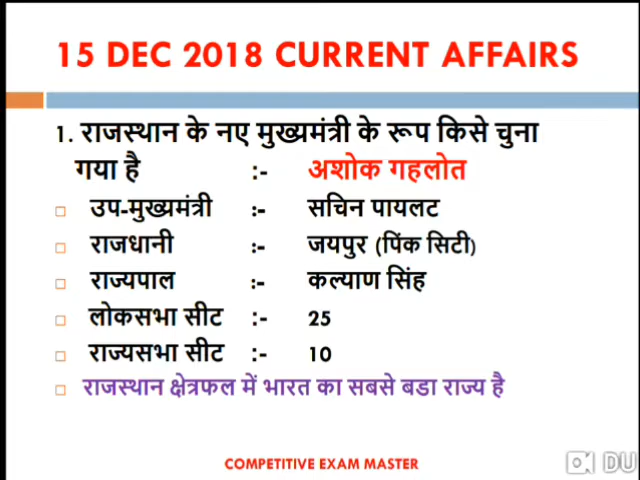 15 DEC 2018 CURRENT AFFAIRS
1. राजस्थान के नए मुख्यमंत्री के रूप किसे चुना
गया है :- अशोक गहलोत
उप-मुख्यमंत्री :- सचिन पायलट
राजधानी :- जयपुर (पिंक सिटी)
राज्यपाल :- कल्याण सिंह
लोकसभा सीट :- 25
राज्यसभा सीट :- 10
राजस्थान क्षेत्रफल में भारत का सबसे बडा राज्य है
COMPETITIVE EXAM MASTER
DU